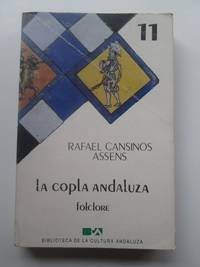 11
RAFAEL CANSINOS
ASSENS
la copla andaluza
folclore
BIBLIOTECA DE LA CULTURA ANDALUZA